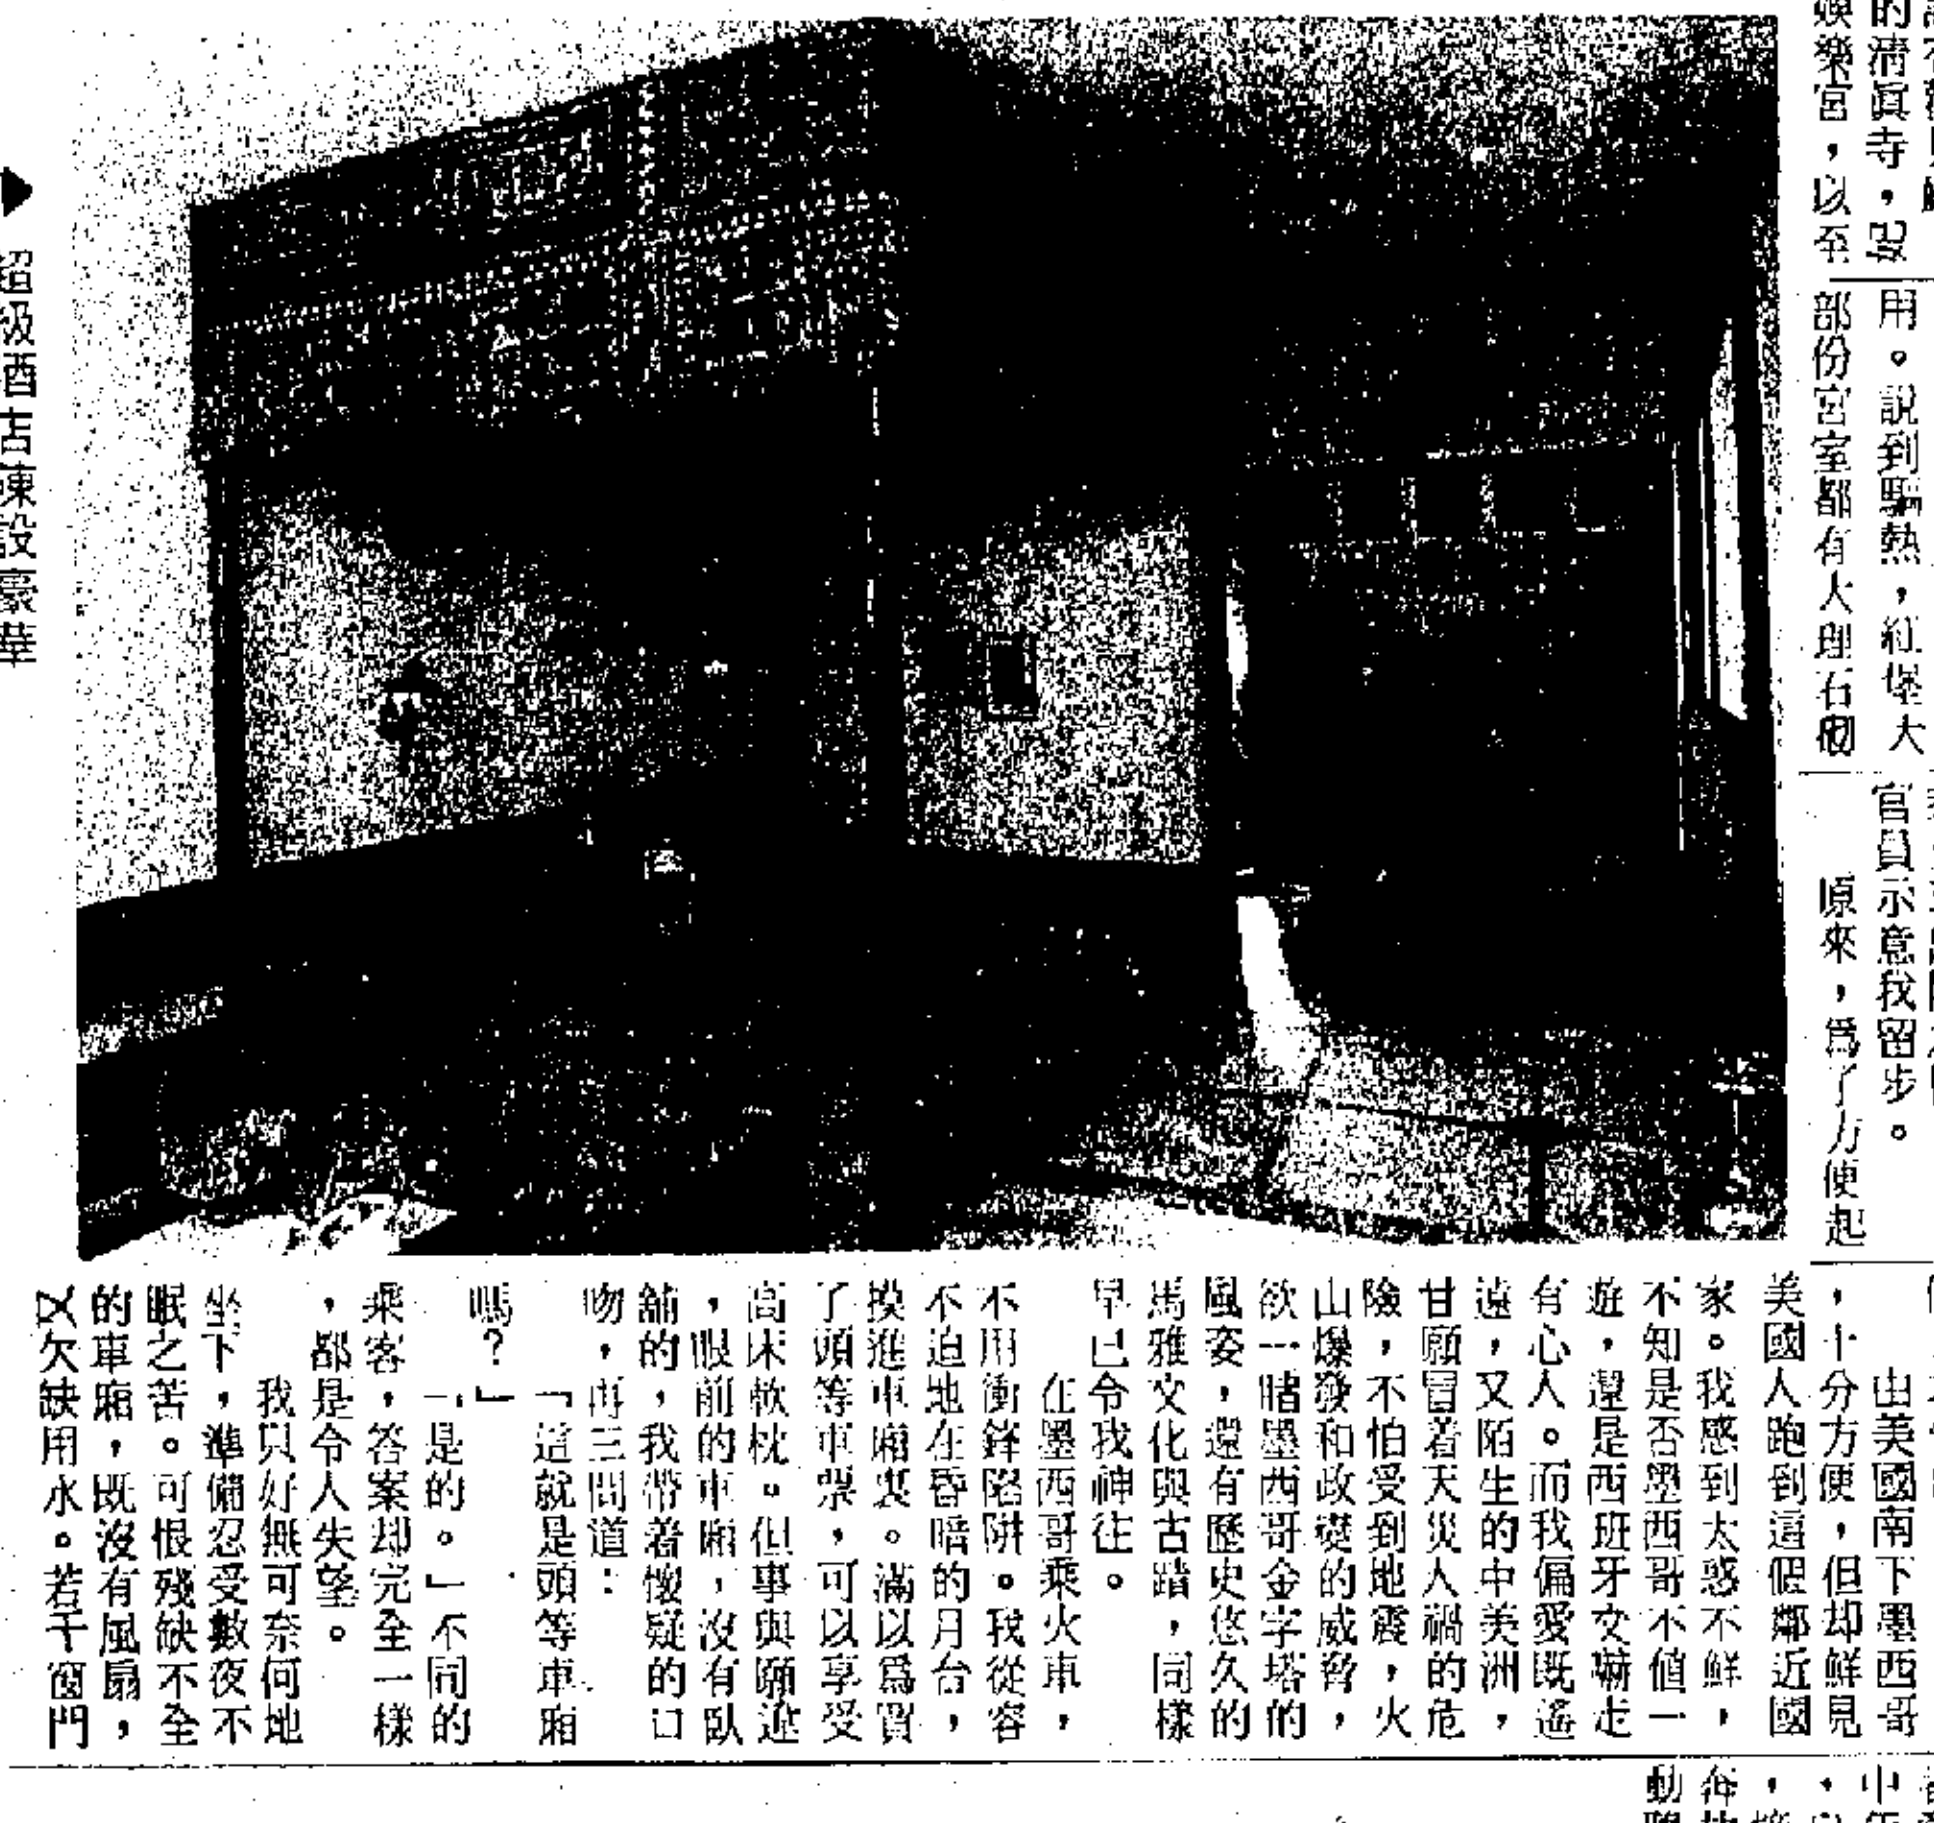 的清真寺,以
娛樂宮,以至
用。說到驅熱,紅堡大
部份宮室都有大理石砌
官員示意我留步。
原來,爲了方便起
超級酒店陳設豪華
由美國南下墨西哥
,十分方便,但却鮮見
美國人跑到這個鄰近國
家。我感到大惑不鮮,
不知是否墨西哥不值一
遊,還是西班牙文嚇走
有心人。而我偏愛既遙
遠,又陌生的中美洲,
甘願冒着天災人禍的危
險,不怕受到地震,火
山爆發和政變的威脅,
欲一睹墨西哥金字塔的
風姿,還有歷史悠久的
馬雅文化與古蹟,同樣
早已令我神往。
在墨西哥乘火車,
不用衝鋒陷阱。我從容
不迫地在昏暗的月台,
摸進車廂裏。滿以爲買
了頭等車票,可以享受
高床軟枕。但事與願違
,眼前的車廂,沒有臥
舖的,我帶着懷疑的口
吻,再三問道:
「這就是頭等車廂
嗎?」
「是的。」不同的
乘客,答案却完全一樣
,都是令人失望。
我只好無可奈何地
坐下,準備忍受數夜不
眠之苦。可恨殘缺不全
的車廂,既沒有風扇,
又欠缺用水。若干窗門